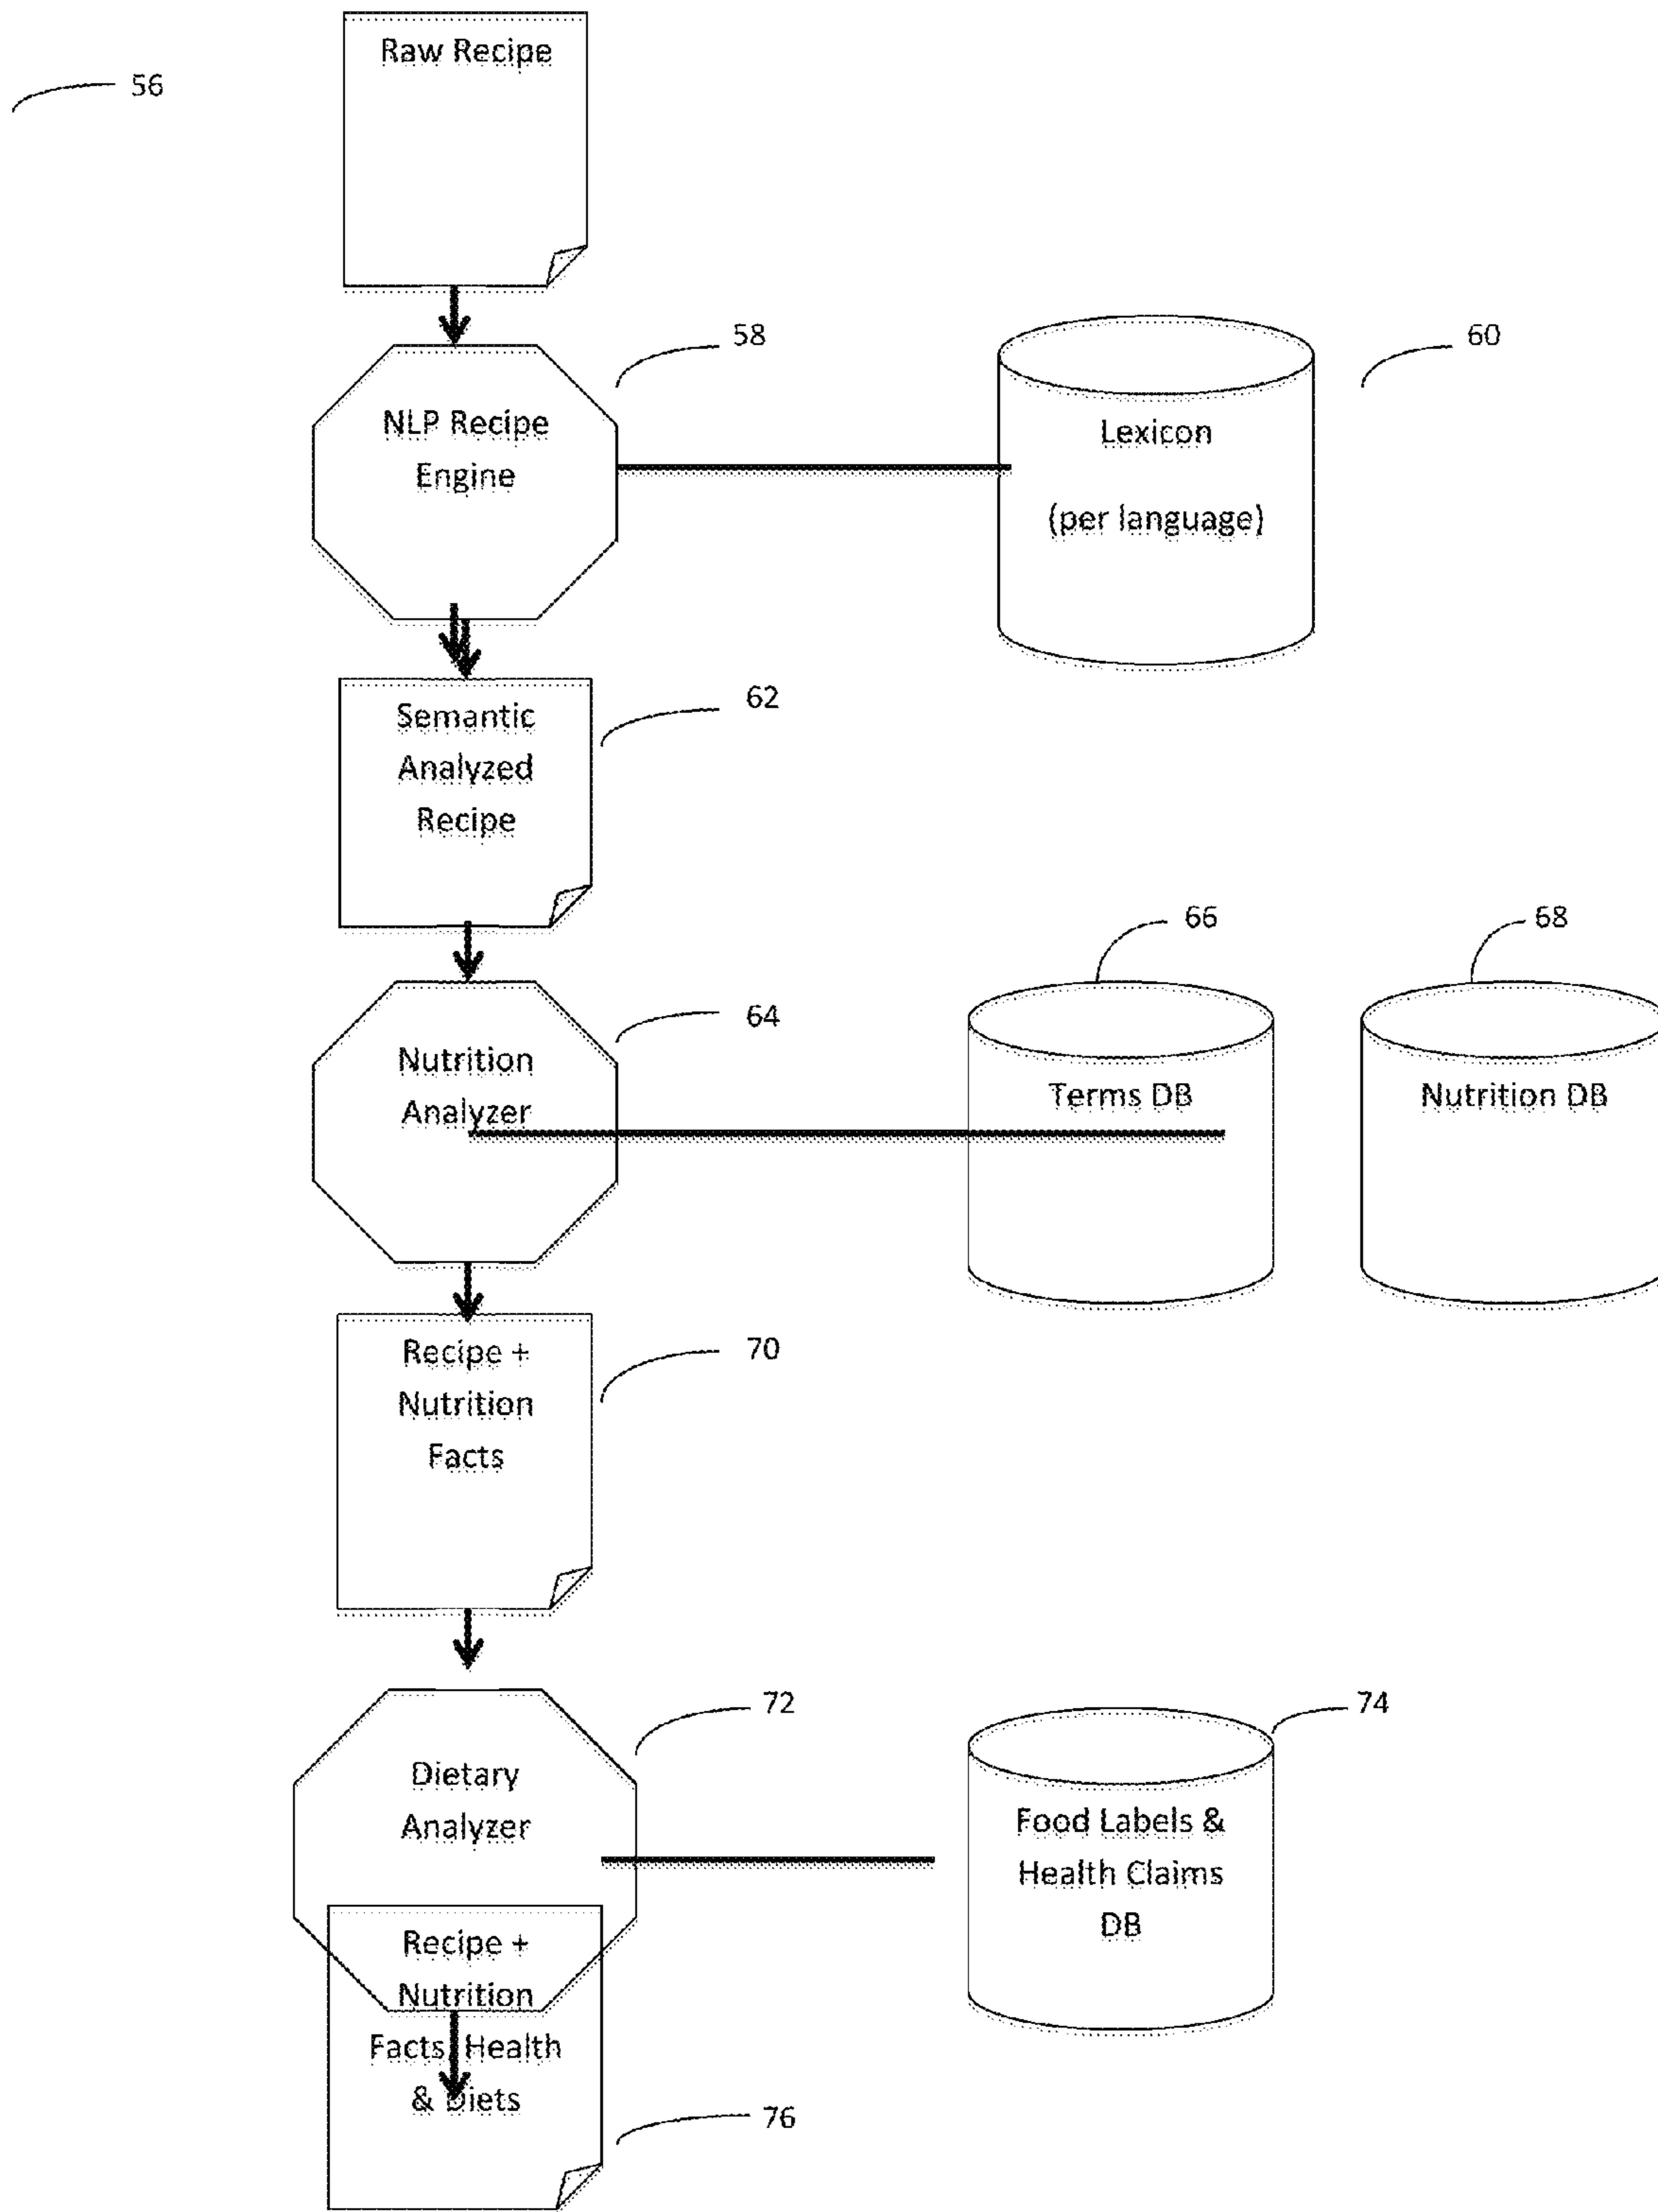 Raw Recipe
56
NLP Recipe
Engine
58
Lexicon
(per language)
60
Semantic
Analyzed
Recipe
62
Nutrition
Analyzer
64
66
Terms DB
68
Nutrition DB
Recipe +
Nutrition
Facts
70
Dietary
Analyzer
72
74
Food Labels &
Health Claims
DB
Recipe +
Nutrition
Facts, Health
& Diets
76